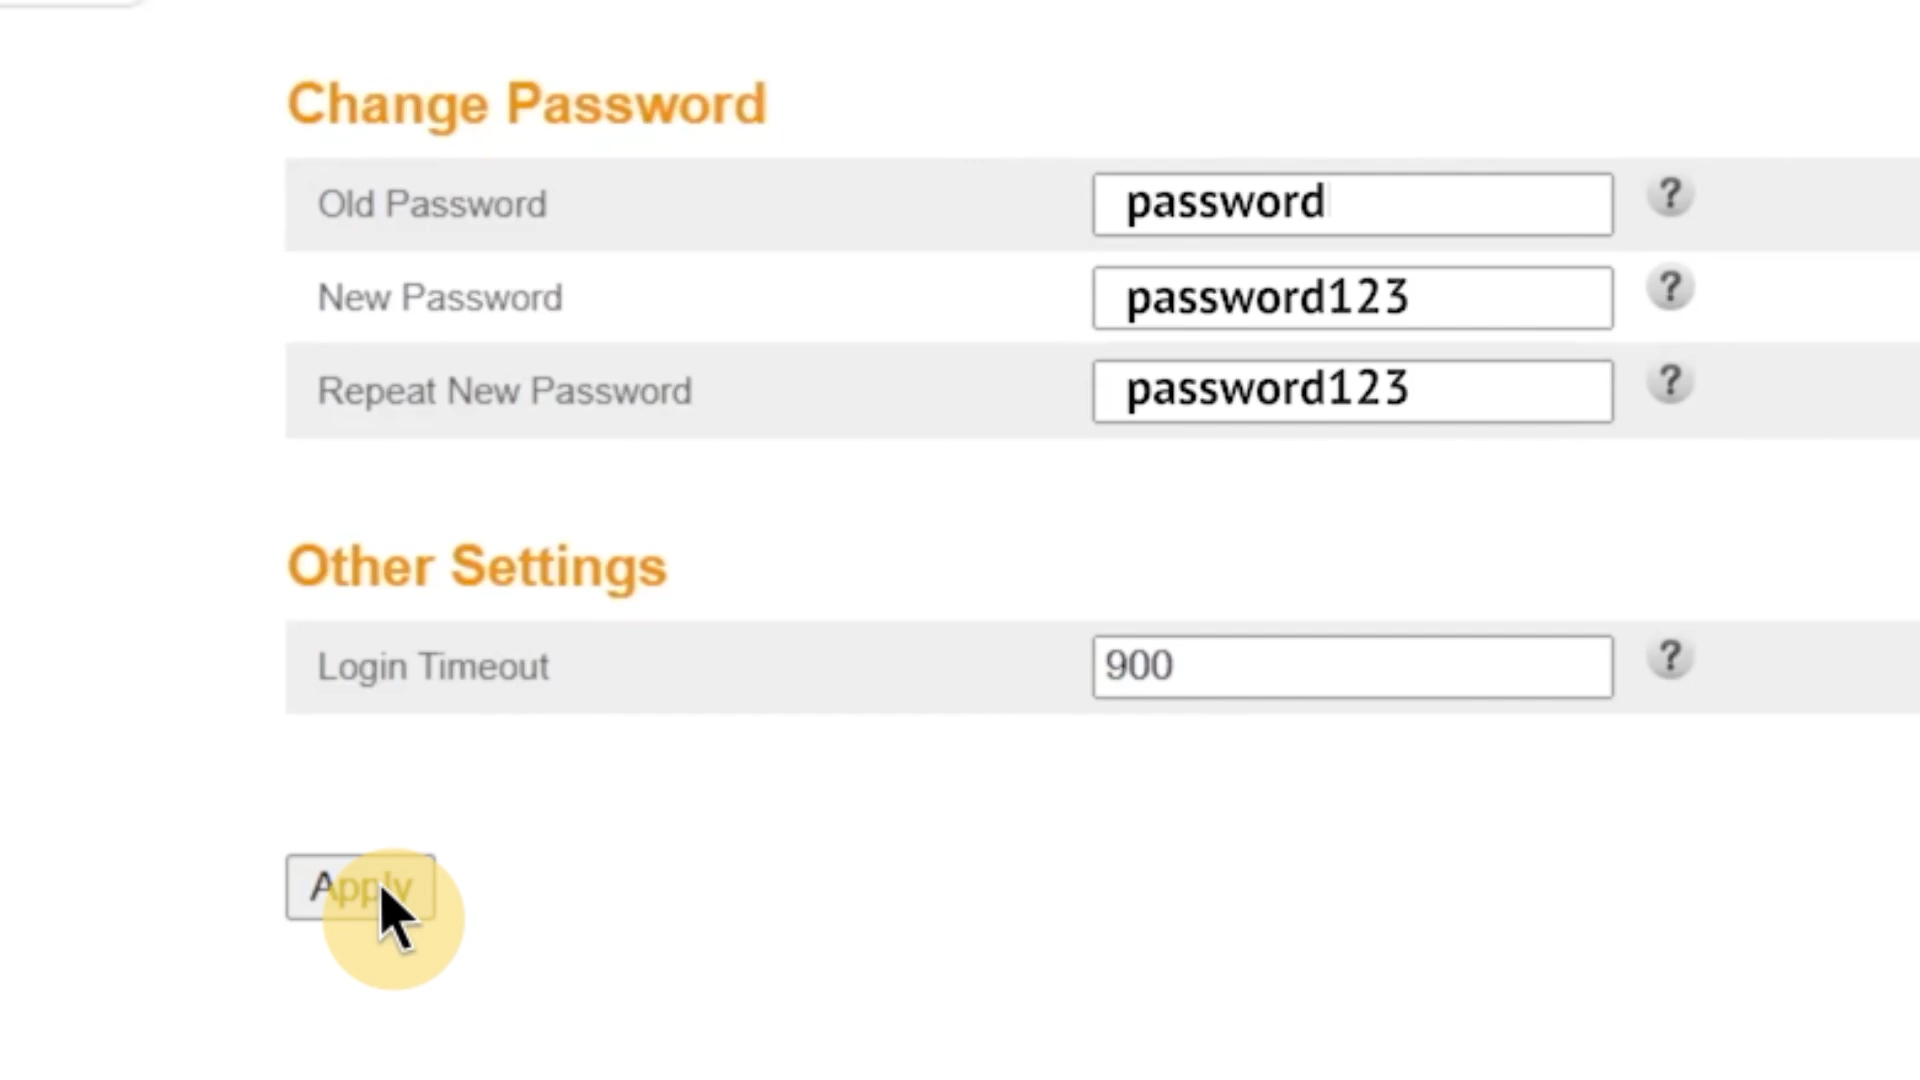 Change Password
Old Password password ?
New Password password123 ?
Repeat New Password password123 ?
Other Settings
Login Timeout 900 ?
Apply